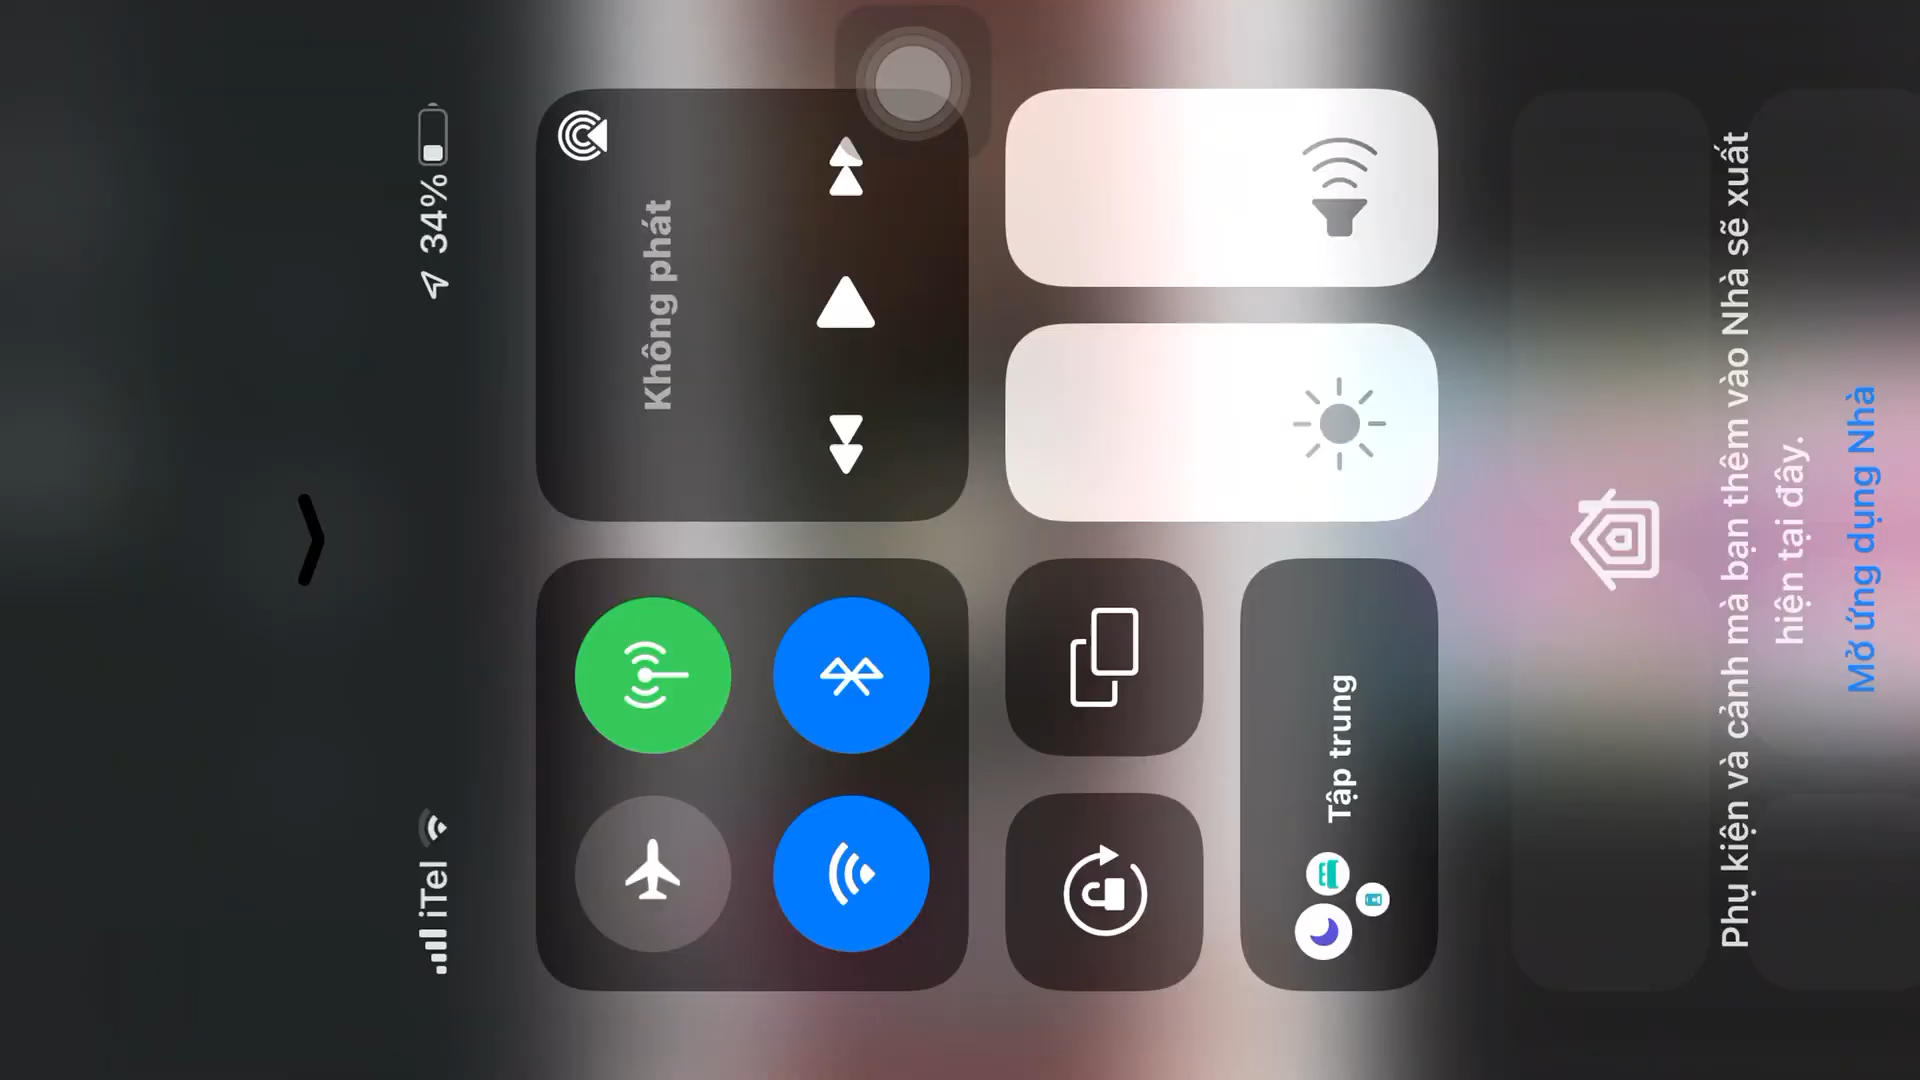 iTel
34%
Không phát
Tập trung
Phụ kiện và cảnh mà bạn thêm vào Nhà sẽ xuất
hiện tại đây.
Mở ứng dụng Nhà